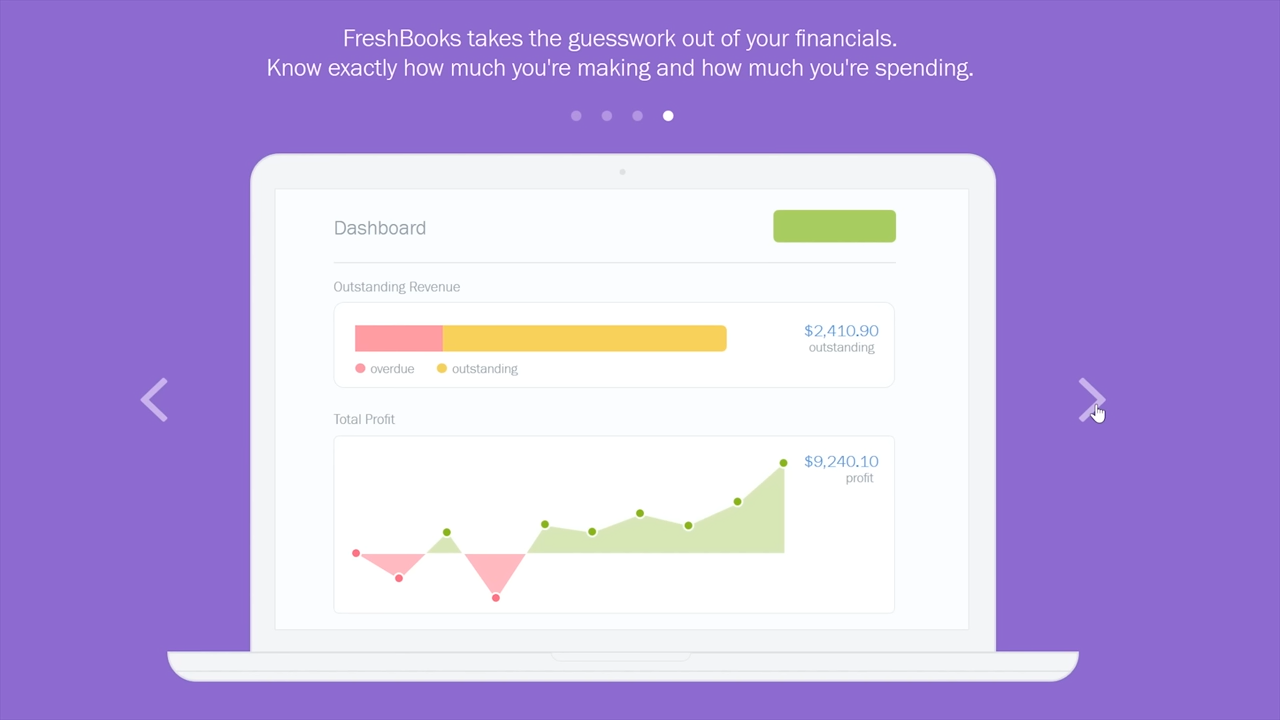 FreshBooks takes the guesswork out of your financials.
Know exactly how much you're making and how much you're spending.
Dashboard
Outstanding Revenue
$2,410.90
outstanding
overdue
outstanding
Total Profit
$9,240.10
profit